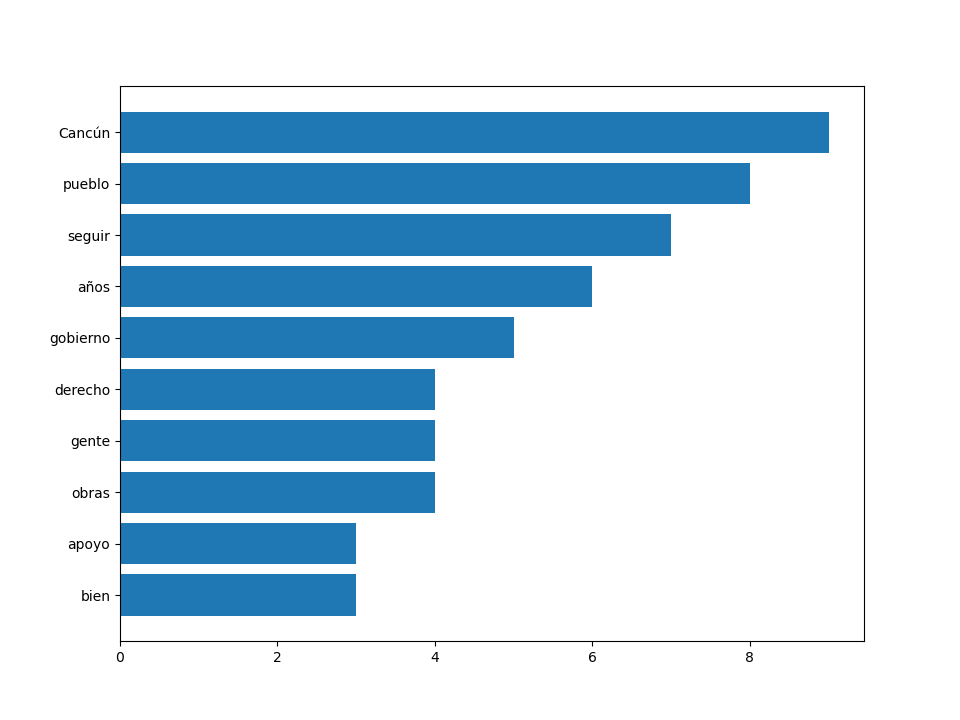 Cancún
pueblo
seguir
años
gobierno
derecho
gente
obras
apoyo
bien
0 2 4 6 8